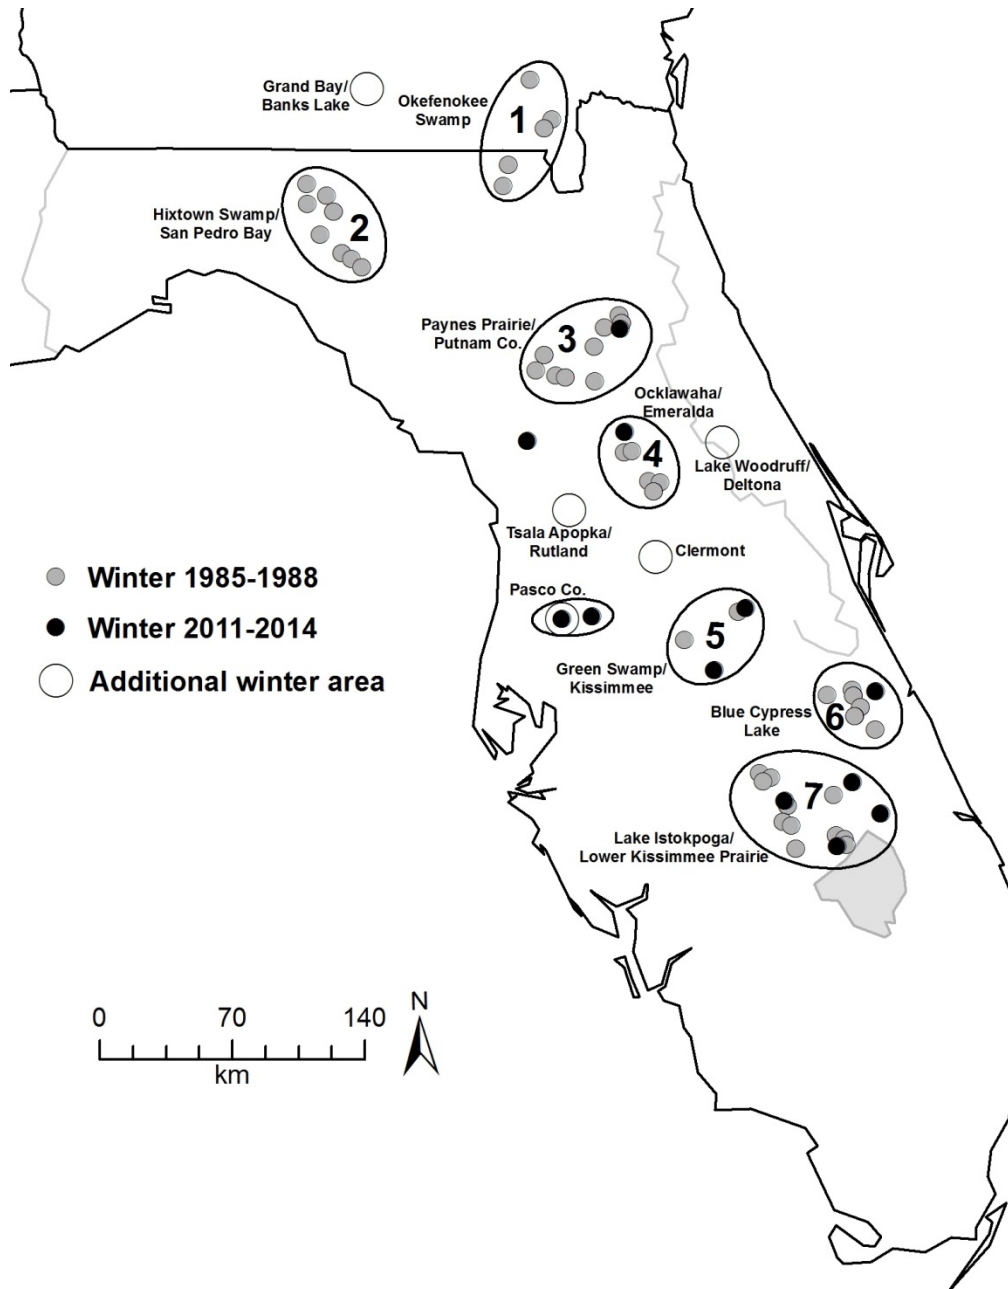 Grand Bay/
Banks Lake
Okefenokee
Swamp
1
Hixtown Swamp/
San Pedro Bay
2
Paynes Prairie/
Putnam Co.
3
Ocklawaha/
Emeralda
4
Lake Woodruff/
Deltona
Tsala Apopka/
Rutland
Clermont
Winter 1985-1988
Winter 2011-2014
Additional winter area
Pasco Co.
5
Green Swamp/
Kissimmee
Blue Cypress
Lake
6
7
Lake Istokpoga/
Lower Kissimmee Prairie
N
0 70 140
km